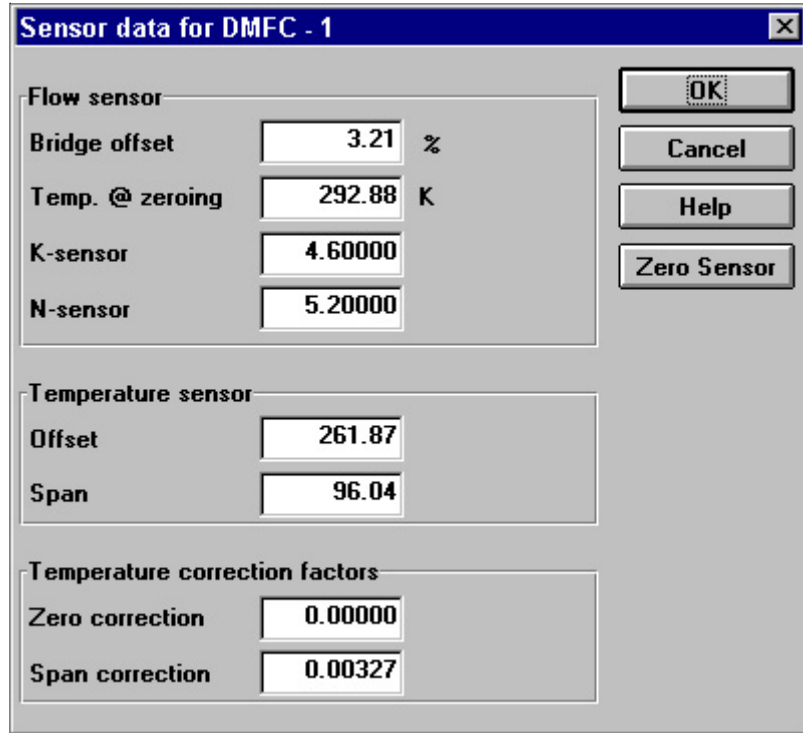 Sensor data for DMFC - 1
Flow sensor
Bridge offset 3.21 %
Temp. @ zeroing 292.88 K
K-sensor 4.60000
N-sensor 5.20000
Temperature sensor
Offset 261.87
Span 96.04
Temperature correction factors
Zero correction 0.00000
Span correction 0.00327
OK
Cancel
Help
Zero Sensor